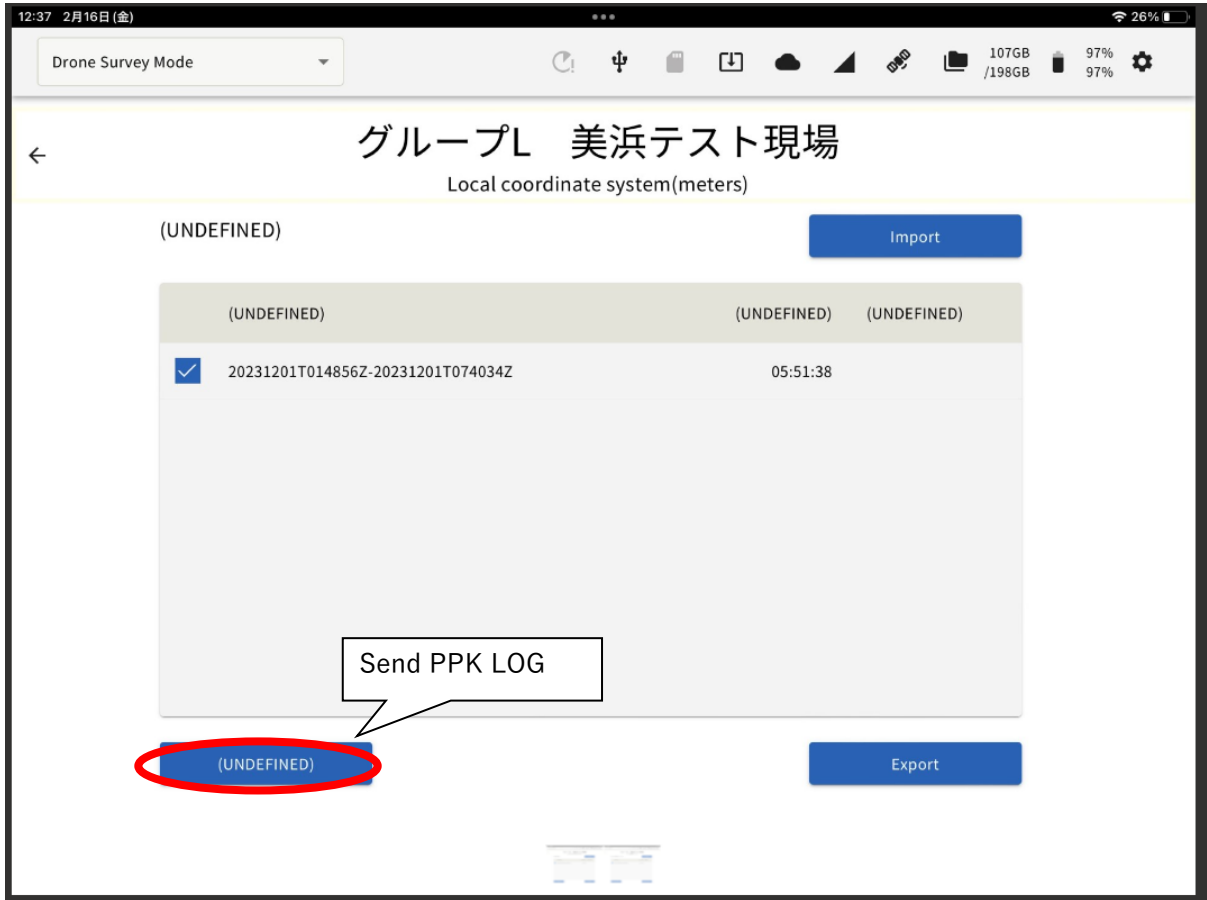 12:37 2月16日(金)
26%
Drone Survey Mode
107GB
/198GB
97%
97%
グループL 美浜テスト現場
Local coordinate system(meters)
(UNDEFINED)
Import
(UNDEFINED) (UNDEFINED) (UNDEFINED)
20231201T014856Z-20231201T074034Z 05:51:38
Send PPK LOG
(UNDEFINED)
Export